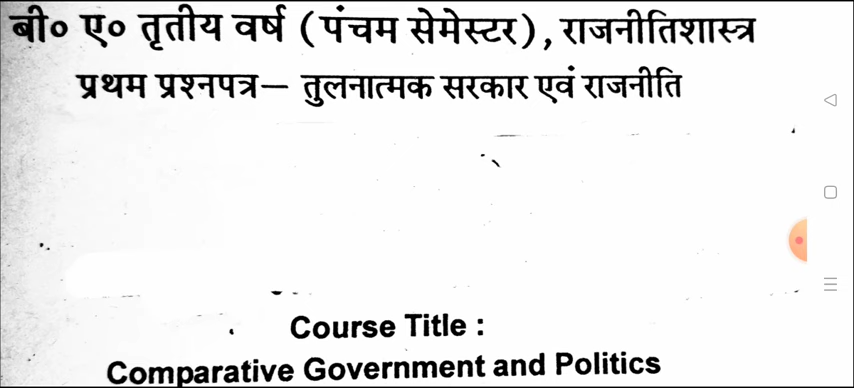 बी० ए० तृतीय वर्ष (पंचम सेमेस्टर), राजनीतिशास्त्र
प्रथम प्रश्नपत्र— तुलनात्मक सरकार एवं राजनीति
Course Title :
Comparative Government and Politics